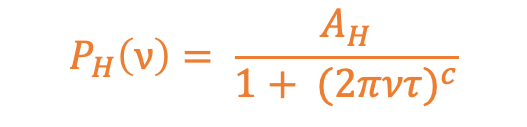 P_H(ν) = A_H / (1 + (2πντ)^c)